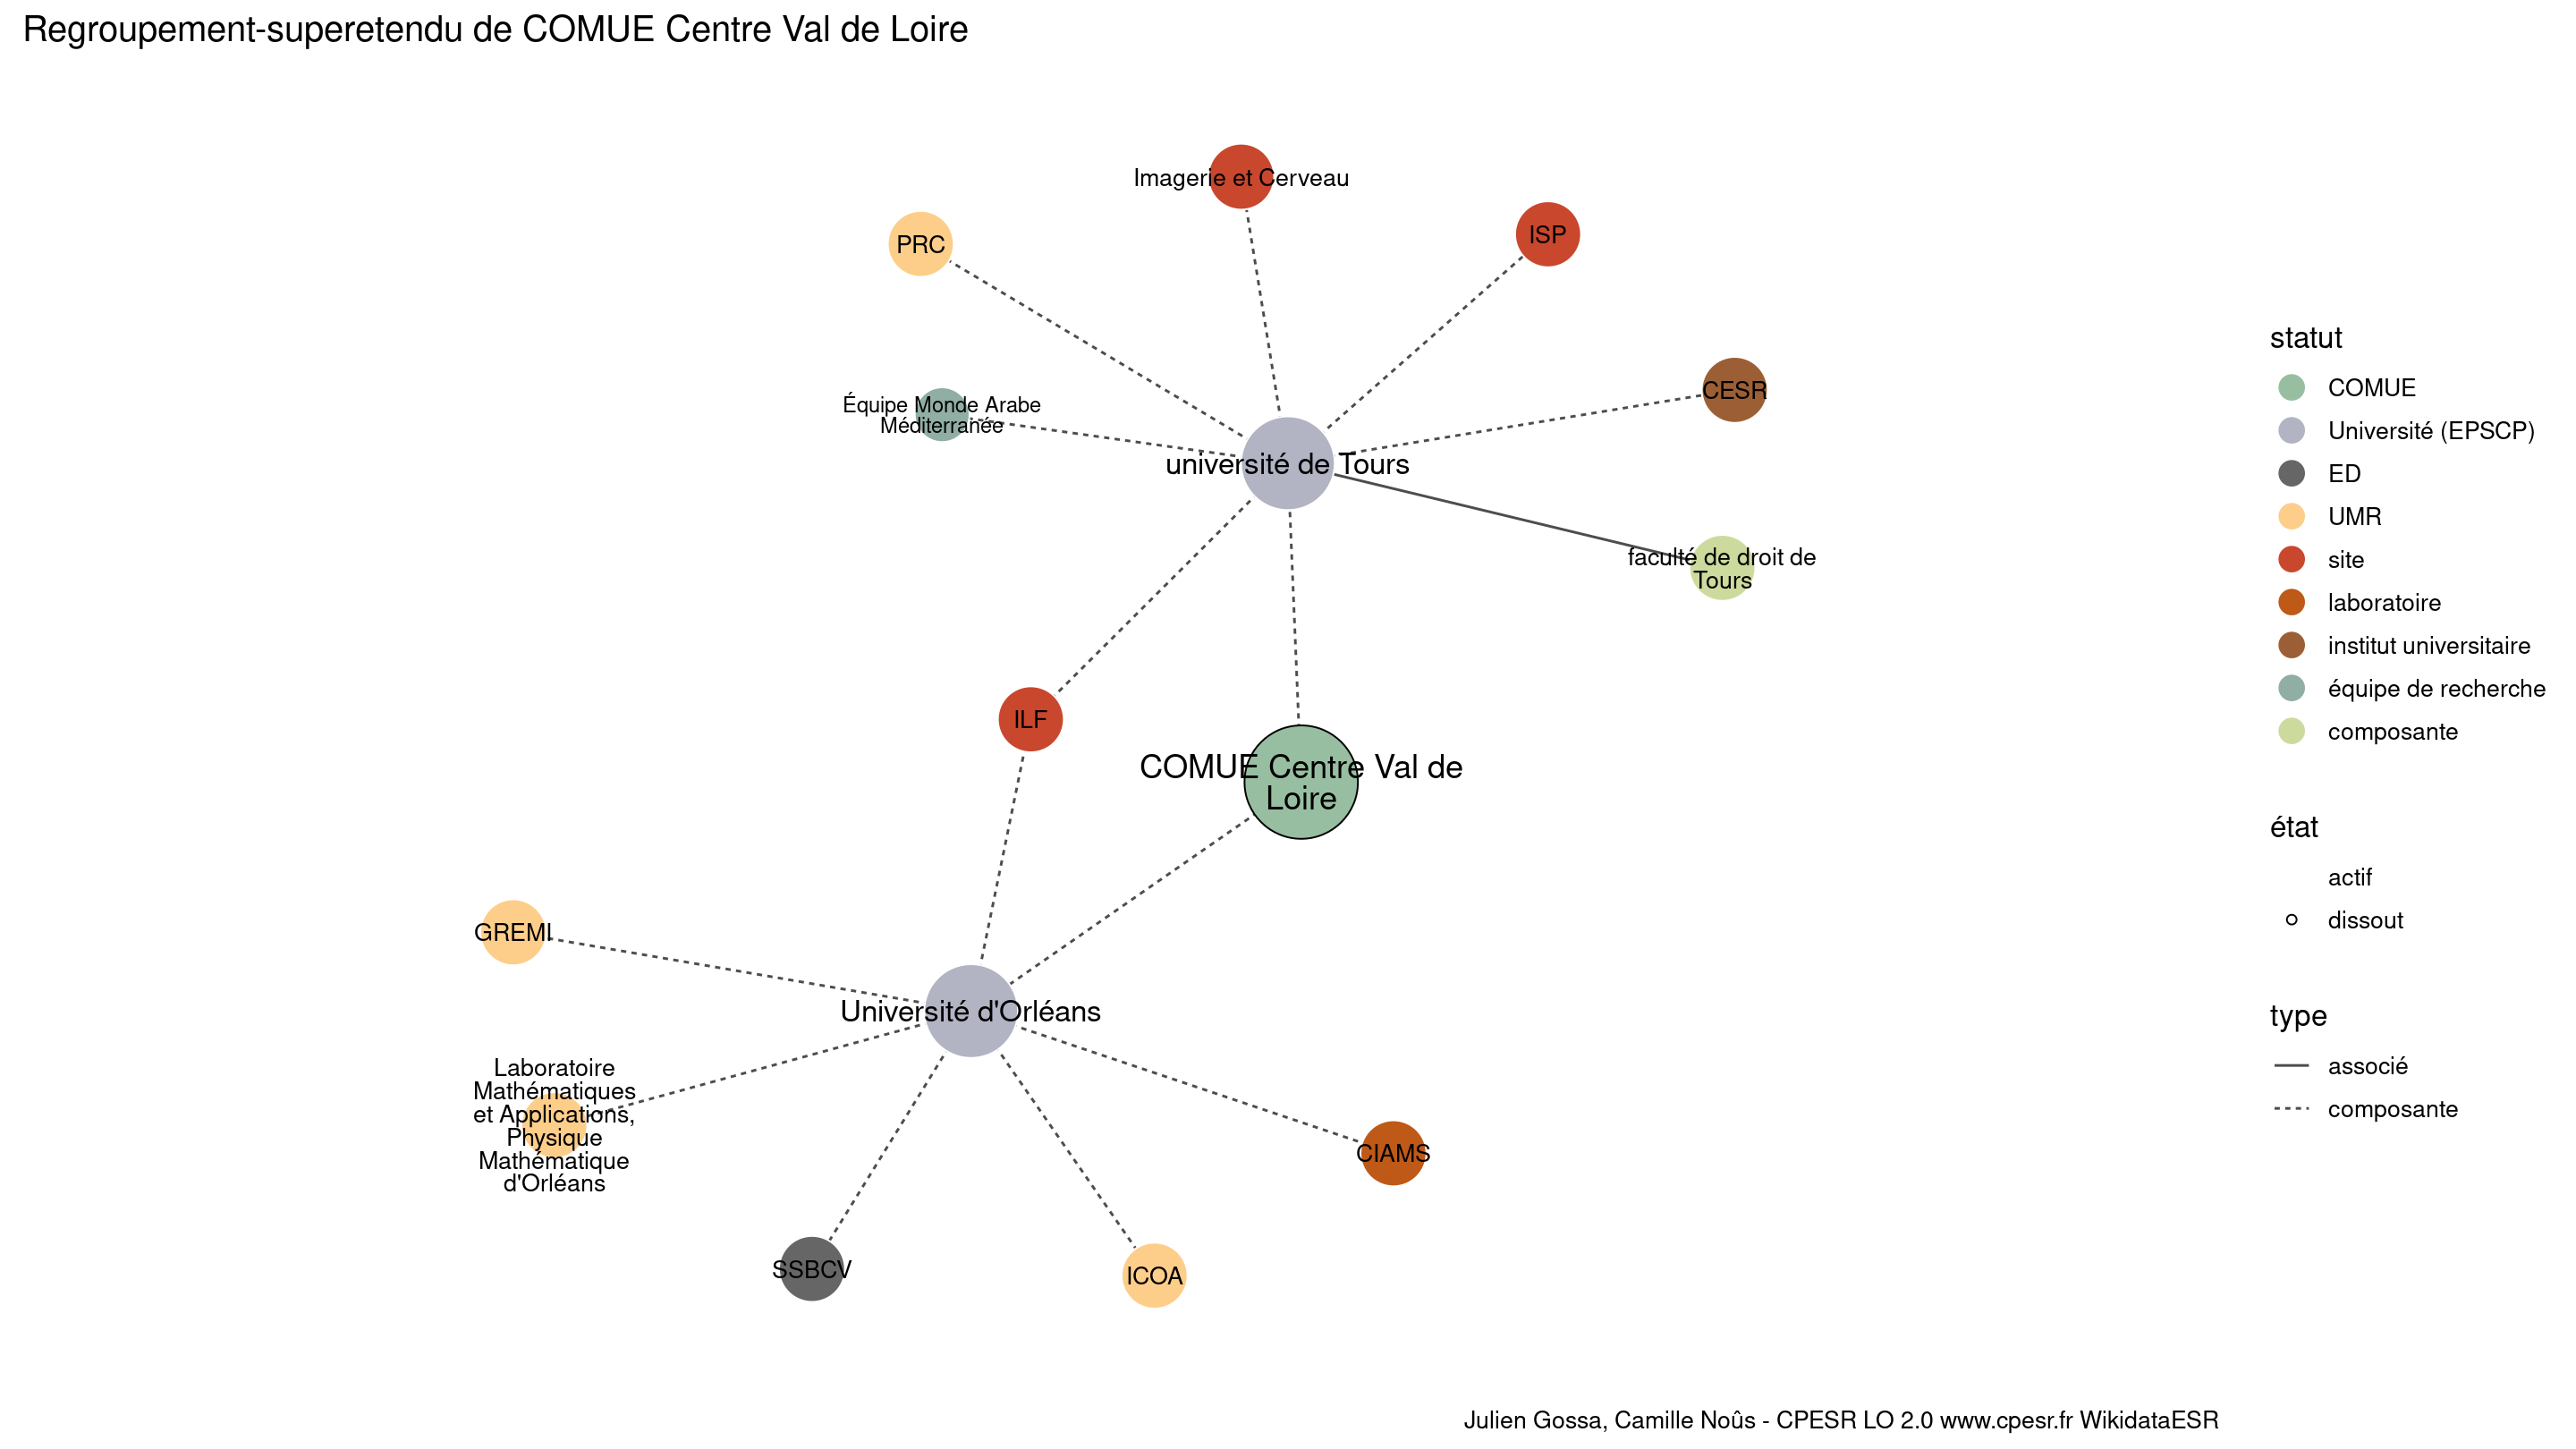 Regroupement-superetendu de COMUE Centre Val de Loire
Imagerie et Cerveau
ISP
PRC
CESR
Équipe Monde Arabe
Méditerranée
université de Tours
faculté de droit de
Tours
ILF
COMUE Centre Val de
Loire
GREMI
Université d'Orléans
Laboratoire
Mathématiques
et Applications,
Physique
Mathématique
d'Orléans
CIAMS
SSBCV
ICOA
statut
COMUE
Université (EPSCP)
ED
UMR
site
laboratoire
institut universitaire
équipe de recherche
composante
état
actif
dissout
type
associé
composante
Julien Gossa, Camille Noûs - CPESR LO 2.0 www.cpesr.fr WikidataESR